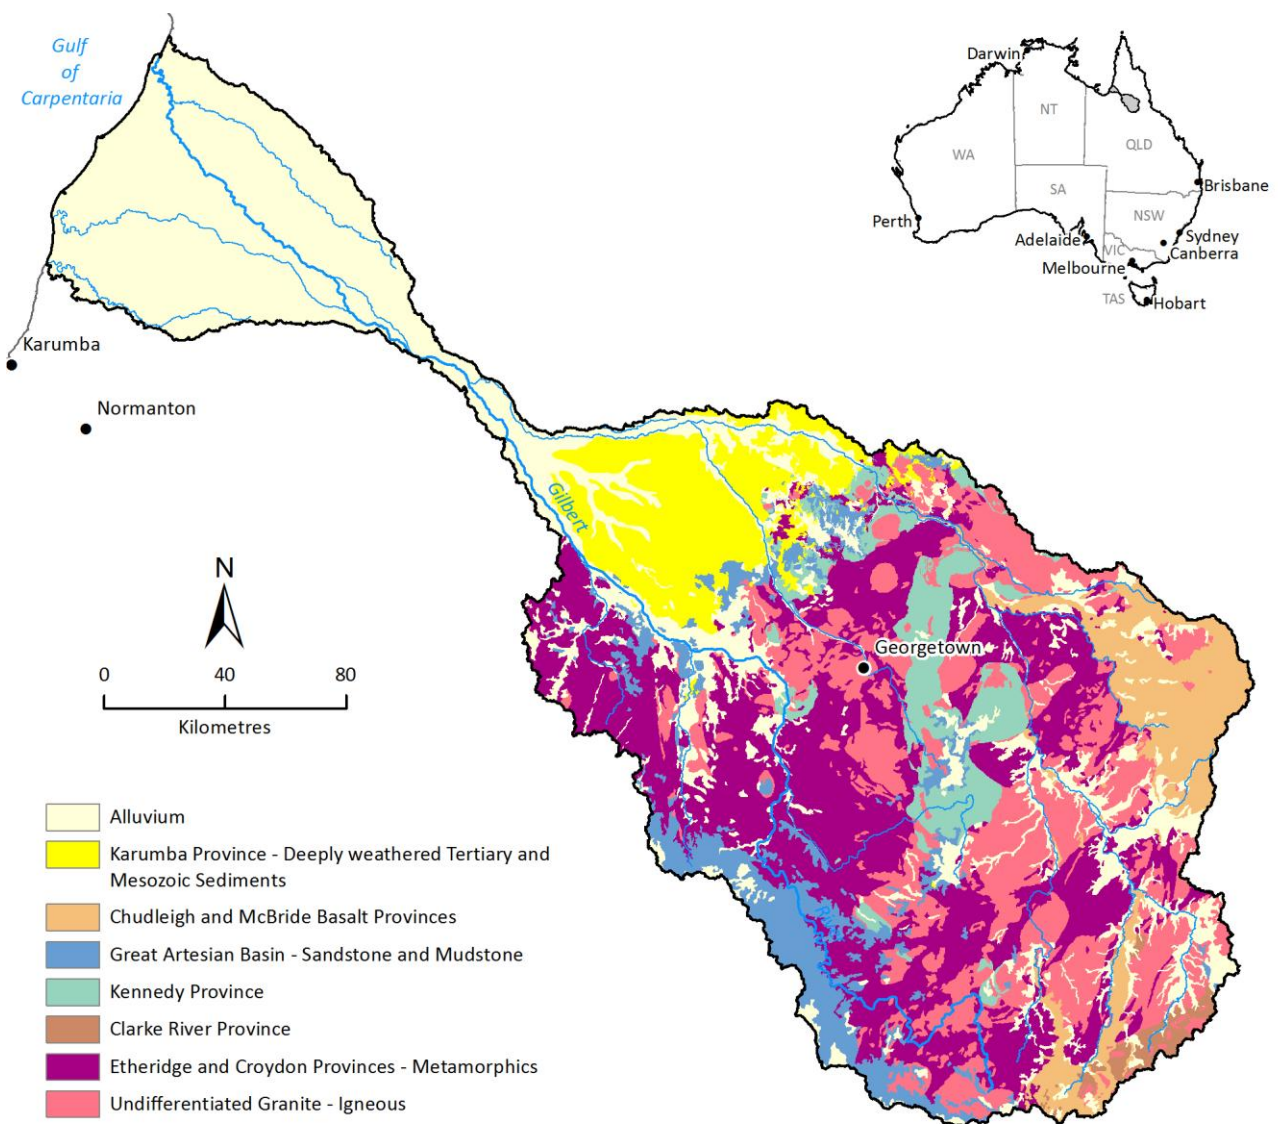 Gulf
of
Carpentaria
Darwin
NT
WA
QLD
SA
Brisbane
NSW
Perth
Adelaide
Sydney
VIC
Canberra
Melbourne
TAS
Hobart
Karumba
Normanton
Gilbert
N
Georgetown
0 40 80
Kilometres
Alluvium
Karumba Province - Deeply weathered Tertiary and
Mesozoic Sediments
Chudleigh and McBride Basalt Provinces
Great Artesian Basin - Sandstone and Mudstone
Kennedy Province
Clarke River Province
Etheridge and Croydon Provinces - Metamorphics
Undifferentiated Granite - Igneous